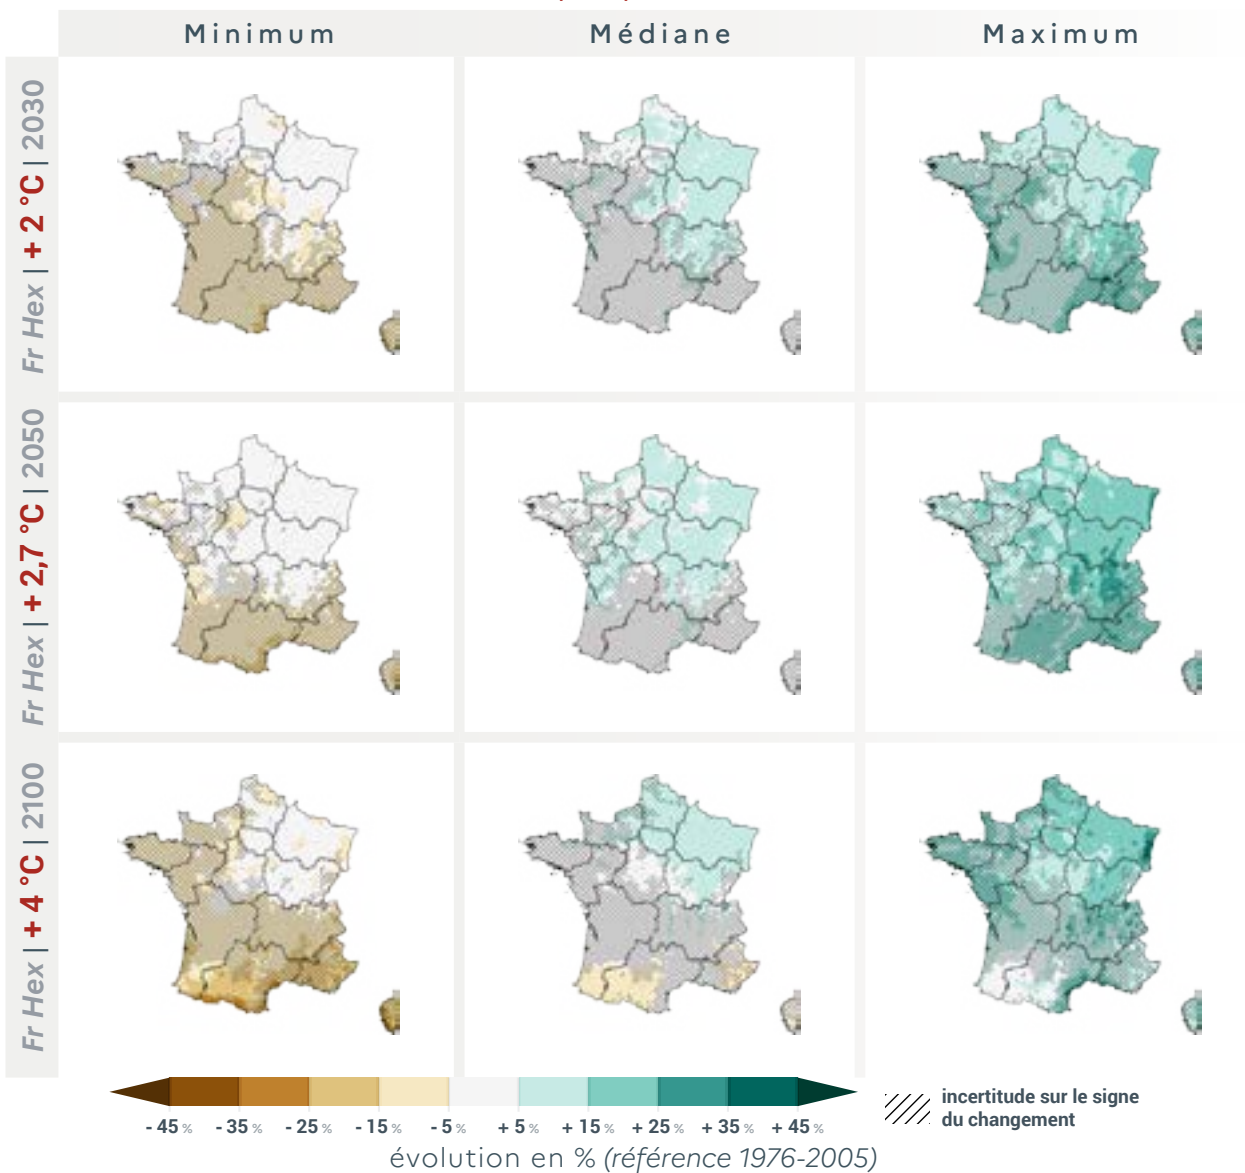 Minimum Médiane Maximum
Fr Hex | + 2 °C | 2030
Fr Hex | + 2,7 °C | 2050
Fr Hex | + 4 °C | 2100
- 45 % - 35 % - 25 % - 15 % - 5 % + 5 % + 15 % + 25 % + 35 % + 45 %
évolution en % (référence 1976-2005)
incertitude sur le signe
du changement